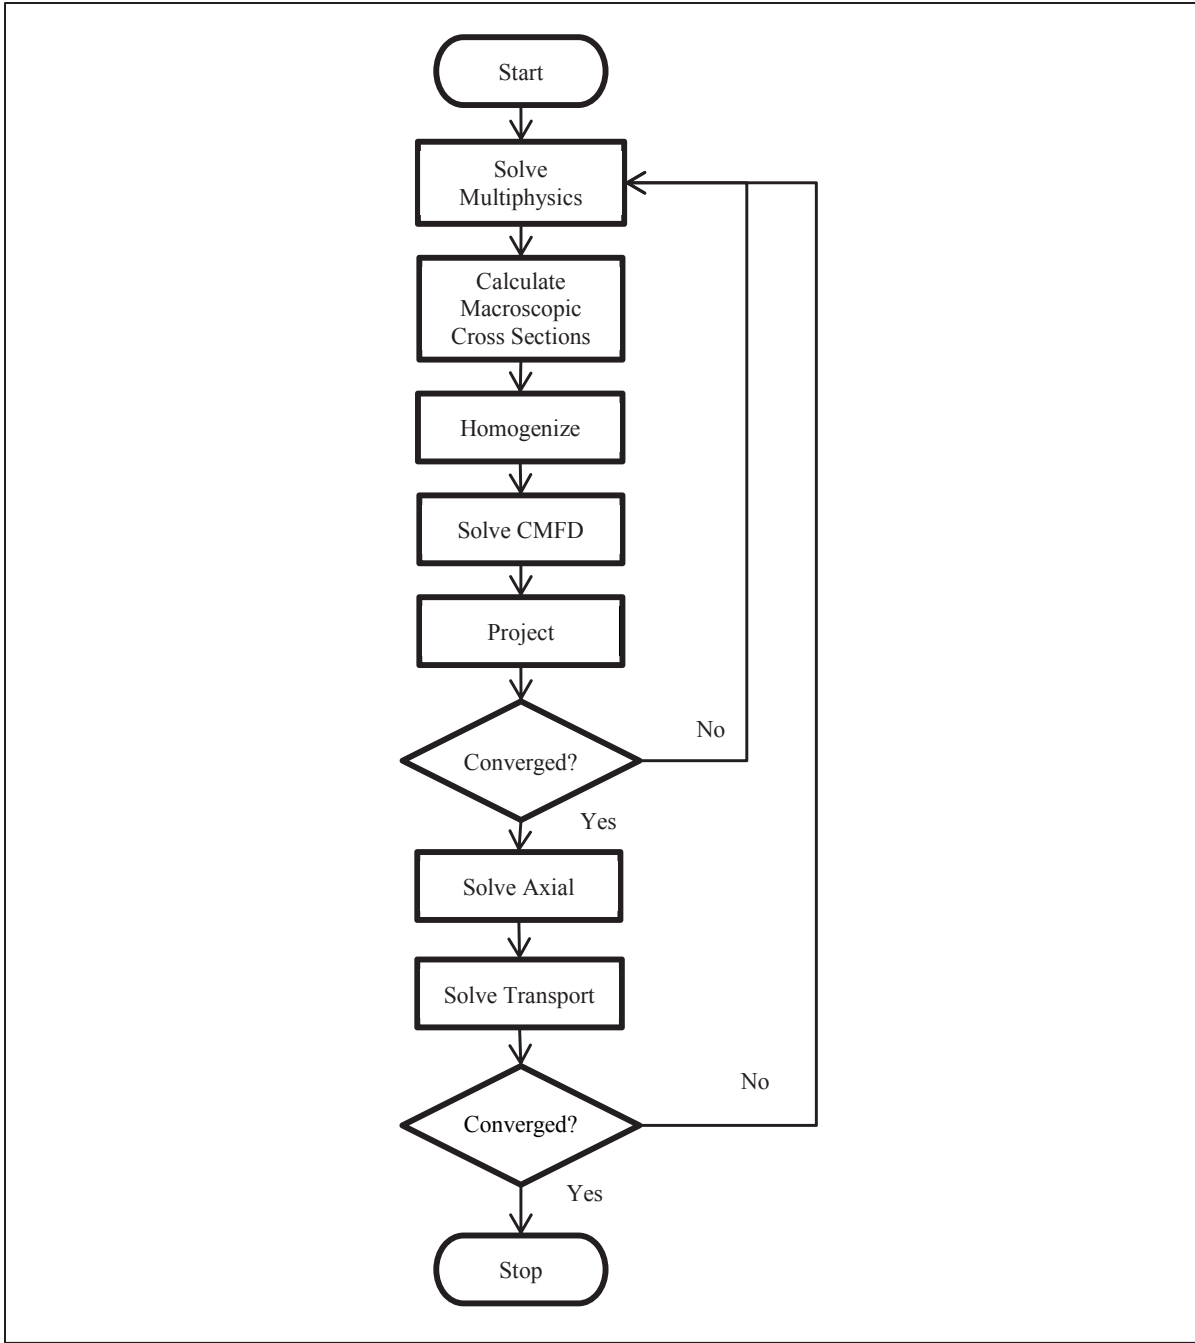 Start
Solve
Multiphysics
Calculate
Macroscopic
Cross Sections
Homogenize
Solve CMFD
Project
No
Converged?
Yes
Solve Axial
Solve Transport
No
Converged?
Yes
Stop